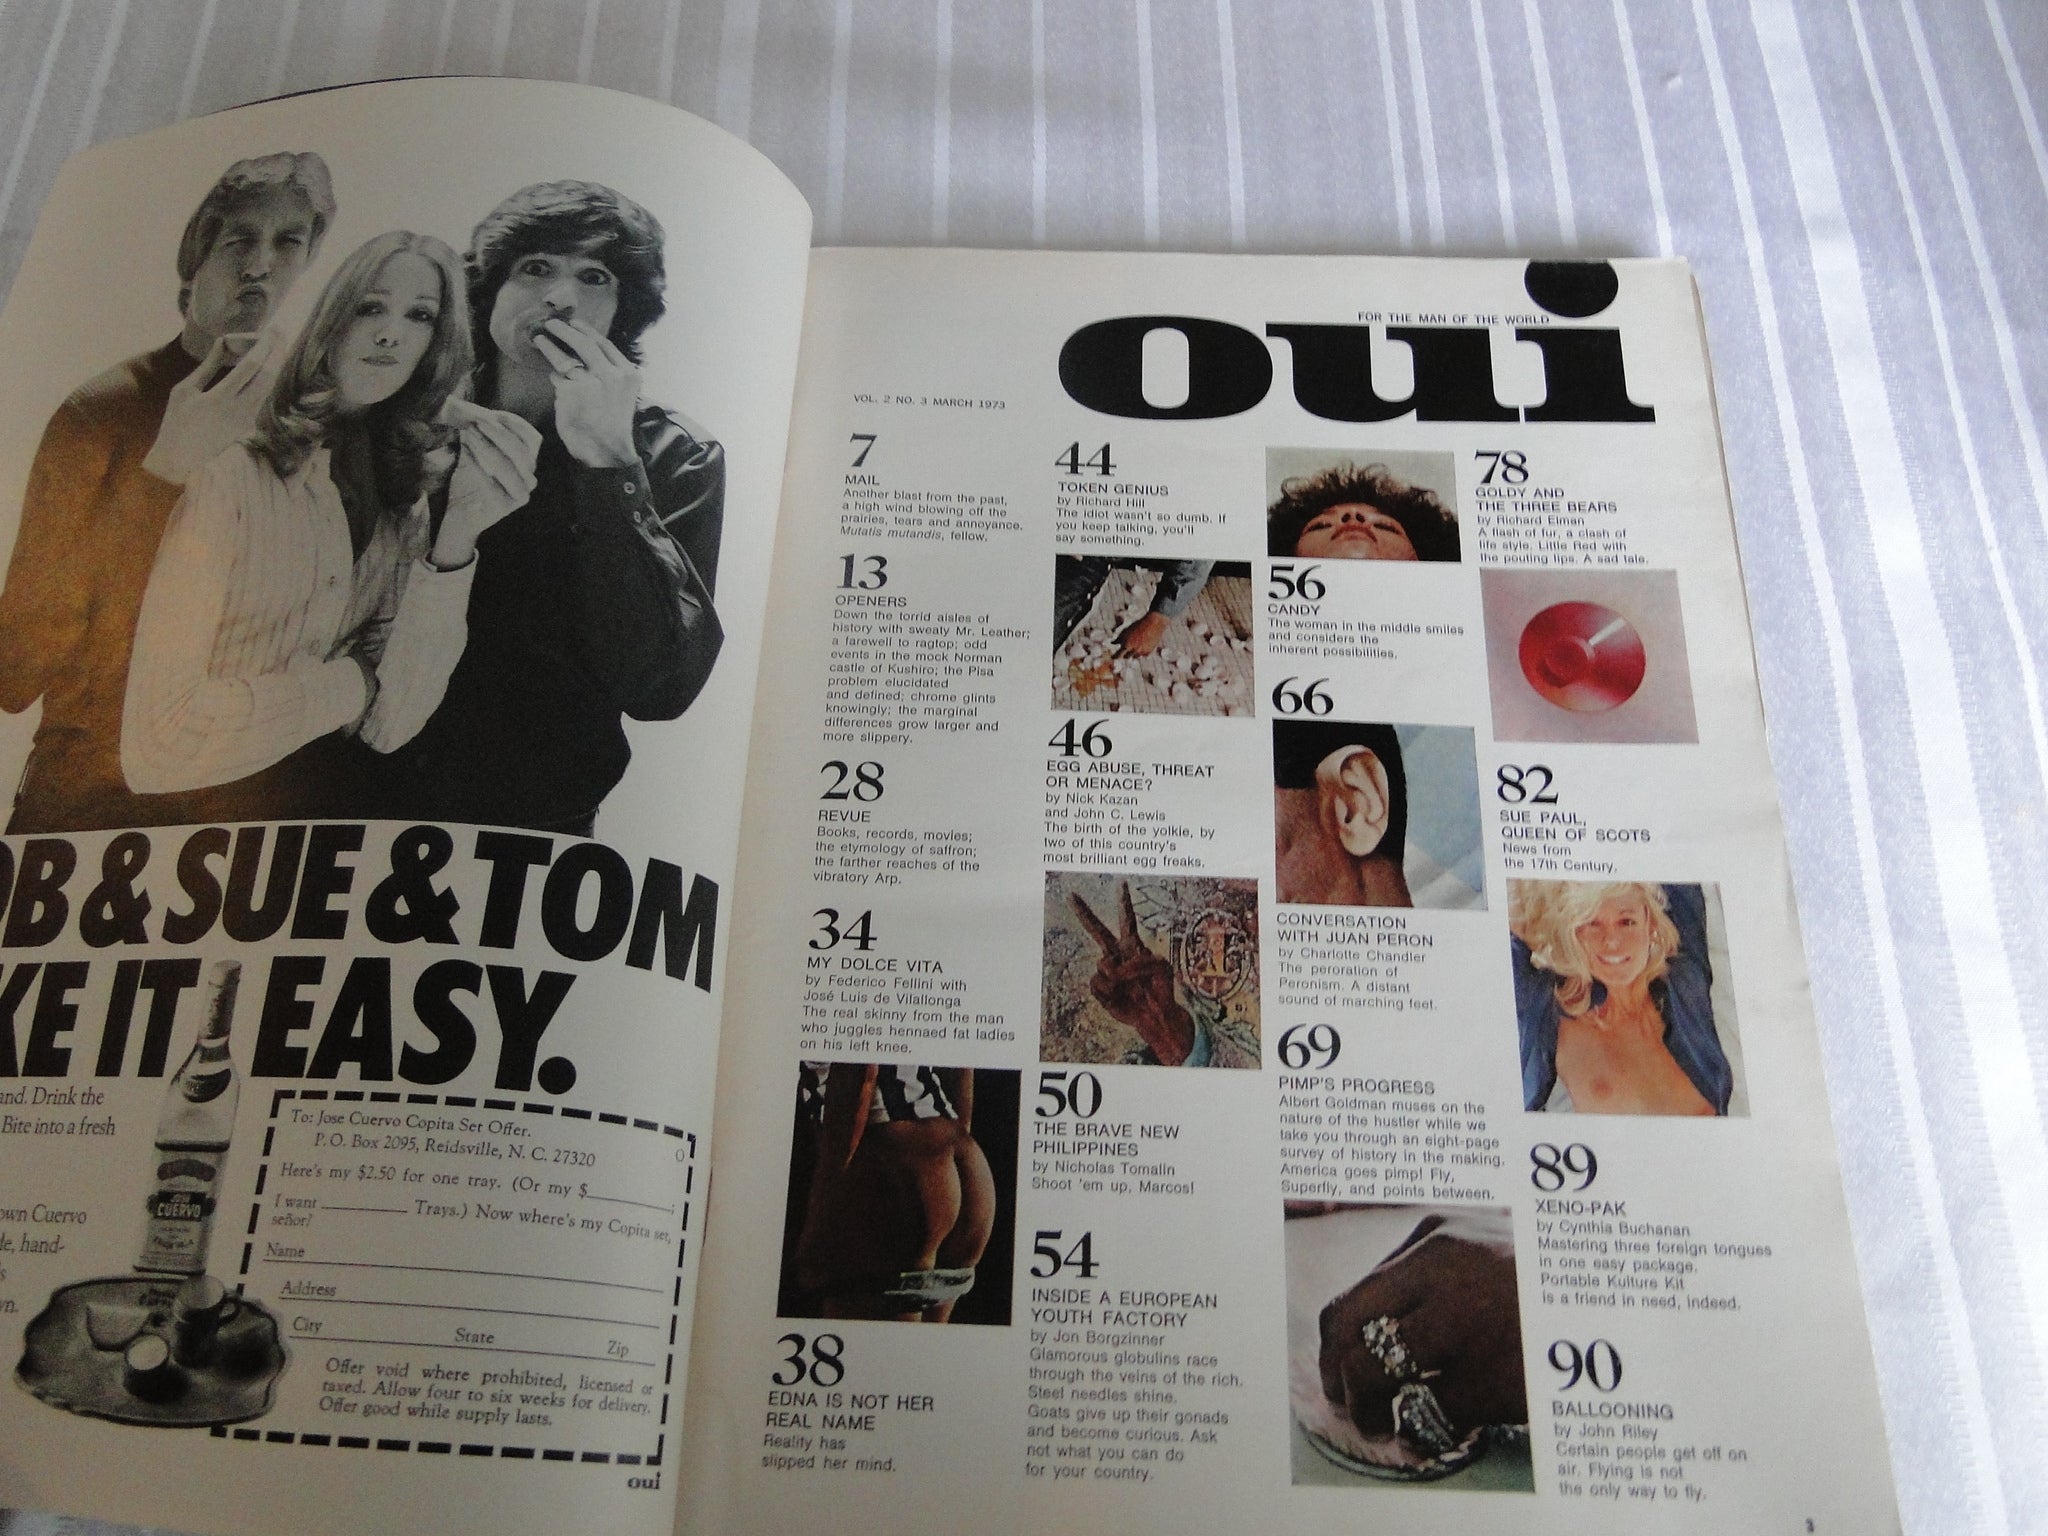 OB & SUE & TOM
KE IT EASY.
and. Drink the
Bite into a fresh
own Cuervo
hand-
CUERVO
To: Jose Cuervo Copita Set Offer.
P.O. Box 2095, Reidsville, N. C. 27320
Here's my $2.50 for one tray. (Or my $________;
I want ________ Trays.) Now where's my Copita set,
señor?
Name
Address
City State Zip
Offer void where prohibited, licensed or
taxed. Allow four to six weeks for delivery.
Offer good while supply lasts.
oui
oui
FOR THE MAN OF THE WORLD
VOL. 2 NO. 3 MARCH 1973
7
MAIL
Another blast from the past,
a high wind blowing off the
prairies, tears and annoyance.
Mutatis mutandis, fellow.
13
OPENERS
Down the torrid aisles of
history with sweaty Mr. Leather;
a farewell to ragtop; odd
events in the mock Norman
castle of Kushiro; the Pisa
problem elucidated
and defined; chrome glints
knowingly; the marginal
differences grow larger and
more slippery.
28
REVUE
Books, records, movies;
the etymology of saffron;
the farther reaches of the
vibratory Arp.
34
MY DOLCE VITA
by Federico Fellini with
José Luis de Vilallonga
The real skinny from the man
who juggles hennaed fat ladies
on his left knee.
38
EDNA IS NOT HER
REAL NAME
Reality has
slipped her mind.
44
TOKEN GENIUS
by Richard Hill
The idiot wasn't so dumb. If
you keep talking, you'll
say something.
46
EGG ABUSE, THREAT
OR MENACE?
by Nick Kazan
and John C. Lewis
The birth of the yolkie, by
two of this country's
most brilliant egg freaks.
50
THE BRAVE NEW
PHILIPPINES
by Nicholas Tomalin
Shoot 'em up, Marcos!
54
INSIDE A EUROPEAN
YOUTH FACTORY
by Jon Borgzinner
Glamorous globulins race
through the veins of the rich.
Steel needles shine.
Goats give up their gonads
and become curious. Ask
not what you can do
for your country.
56
CANDY
The woman in the middle smiles
and considers the
inherent possibilities.
66
CONVERSATION
WITH JUAN PERON
by Charlotte Chandler
The peroration of
Peronism. A distant
sound of marching feet.
69
PIMP'S PROGRESS
Albert Goldman muses on the
nature of the hustler while we
take you through an eight-page
survey of history in the making.
America goes pimp! Fly,
Superfly, and points between.
78
GOLDY AND
THE THREE BEARS
by Richard Elman
A flash of fur, a clash of
life style. Little Red with
the pouting lips. A sad tale.
82
SUE PAUL,
QUEEN OF SCOTS
News from
the 17th Century.
89
XENO-PAK
by Cynthia Buchanan
Mastering three foreign tongues
in one easy package.
Portable Kulture Kit
is a friend in need, indeed.
90
BALLOONING
by John Riley
Certain people get off on
air. Flying is not
the only way to fly.
3